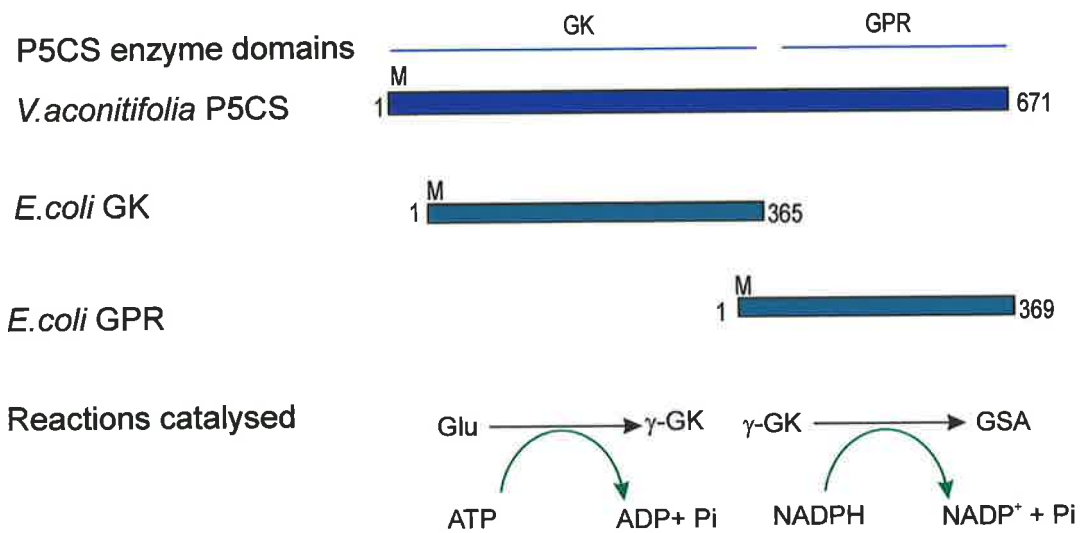 GK GPR
P5CS enzyme domains
M
V.aconitifolia P5CS 1 671
M
E.coli GK 1 365
M
E.coli GPR 1 369
Reactions catalysed Glu γ-GK γ-GK GSA
ATP ADP+ Pi NADPH NADP⁺ + Pi